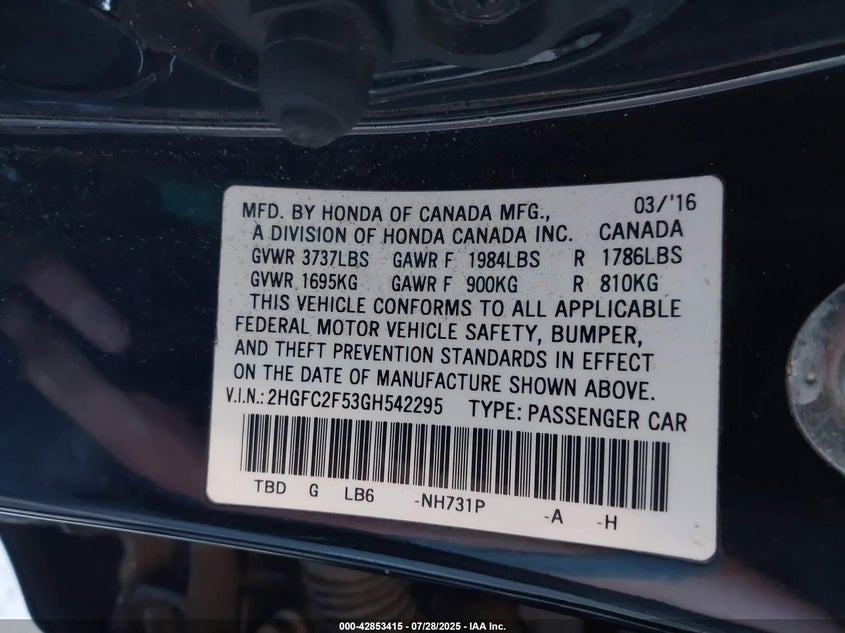 MFD. BY HONDA OF CANADA MFG., 03/'16
A DIVISION OF HONDA CANADA INC. CANADA
GVWR 3737LBS GAWR F 1984LBS R 1786LBS
GVWR 1695KG GAWR F 900KG R 810KG
THIS VEHICLE CONFORMS TO ALL APPLICABLE
FEDERAL MOTOR VEHICLE SAFETY, BUMPER,
AND THEFT PREVENTION STANDARDS IN EFFECT
ON THE DATE OF MANUFACTURE SHOWN ABOVE.
V.I.N.: 2HGFC2F53GH542295 TYPE: PASSENGER CAR
TBD G LB6 -NH731P -A -H
000-42853415 - 07/28/2025 - IAA Inc.